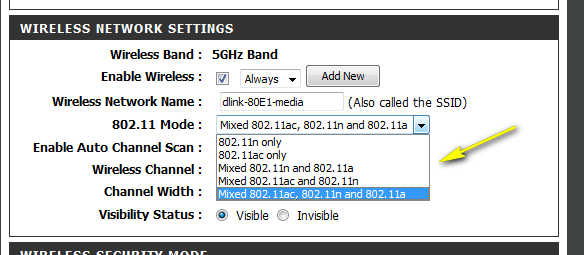 WIRELESS NETWORK SETTINGS
Wireless Band : 5GHz Band
Enable Wireless : Always Add New
Wireless Network Name : dlink-80E1-media (Also called the SSID)
802.11 Mode : Mixed 802.11ac, 802.11n and 802.11a
Enable Auto Channel Scan : 802.11n only
802.11ac only
Wireless Channel : Mixed 802.11n and 802.11a
Mixed 802.11ac and 802.11n
Channel Width : Mixed 802.11ac, 802.11n and 802.11a
Visibility Status : Visible Invisible
WIRELESS SECURITY MODE